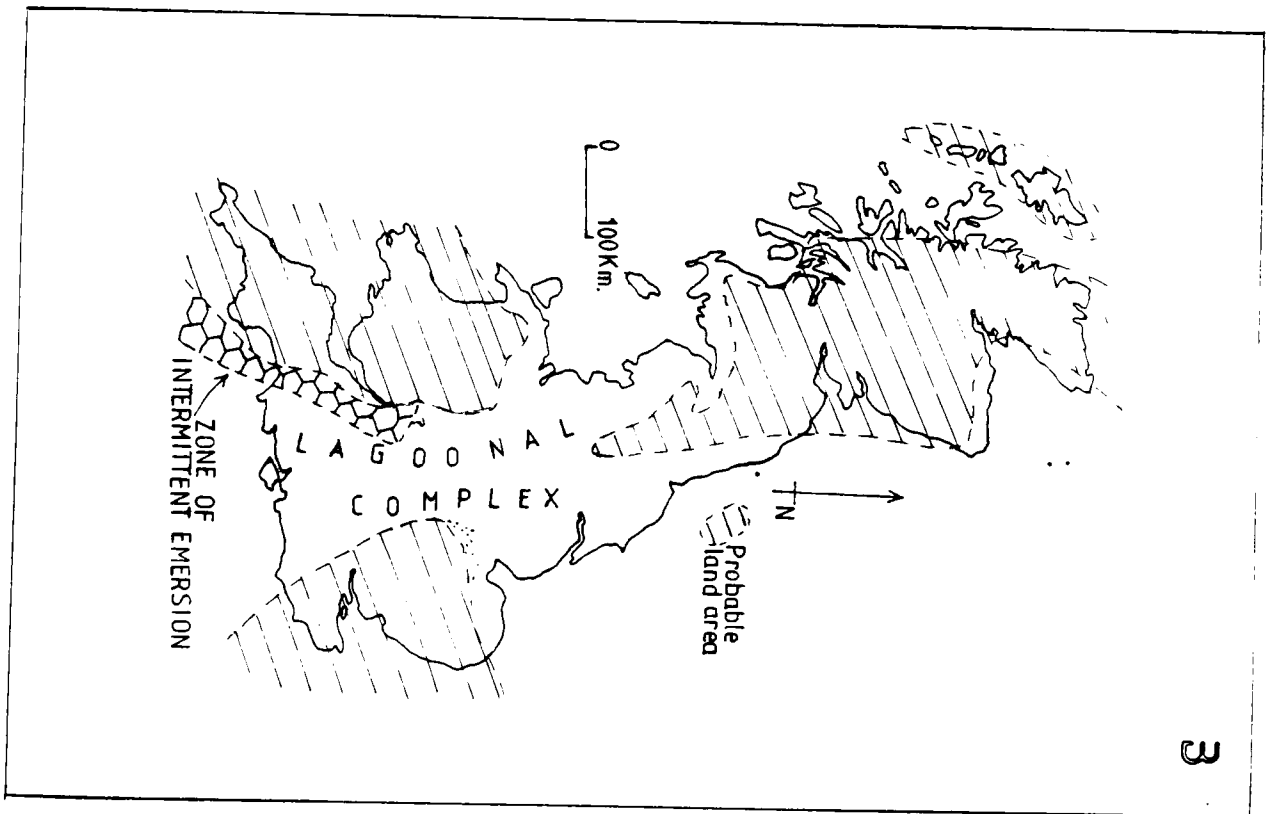 3
Probable
land area
N
0 100Km.
LAGOONAL
COMPLEX
ZONE OF
INTERMITTENT EMERSION